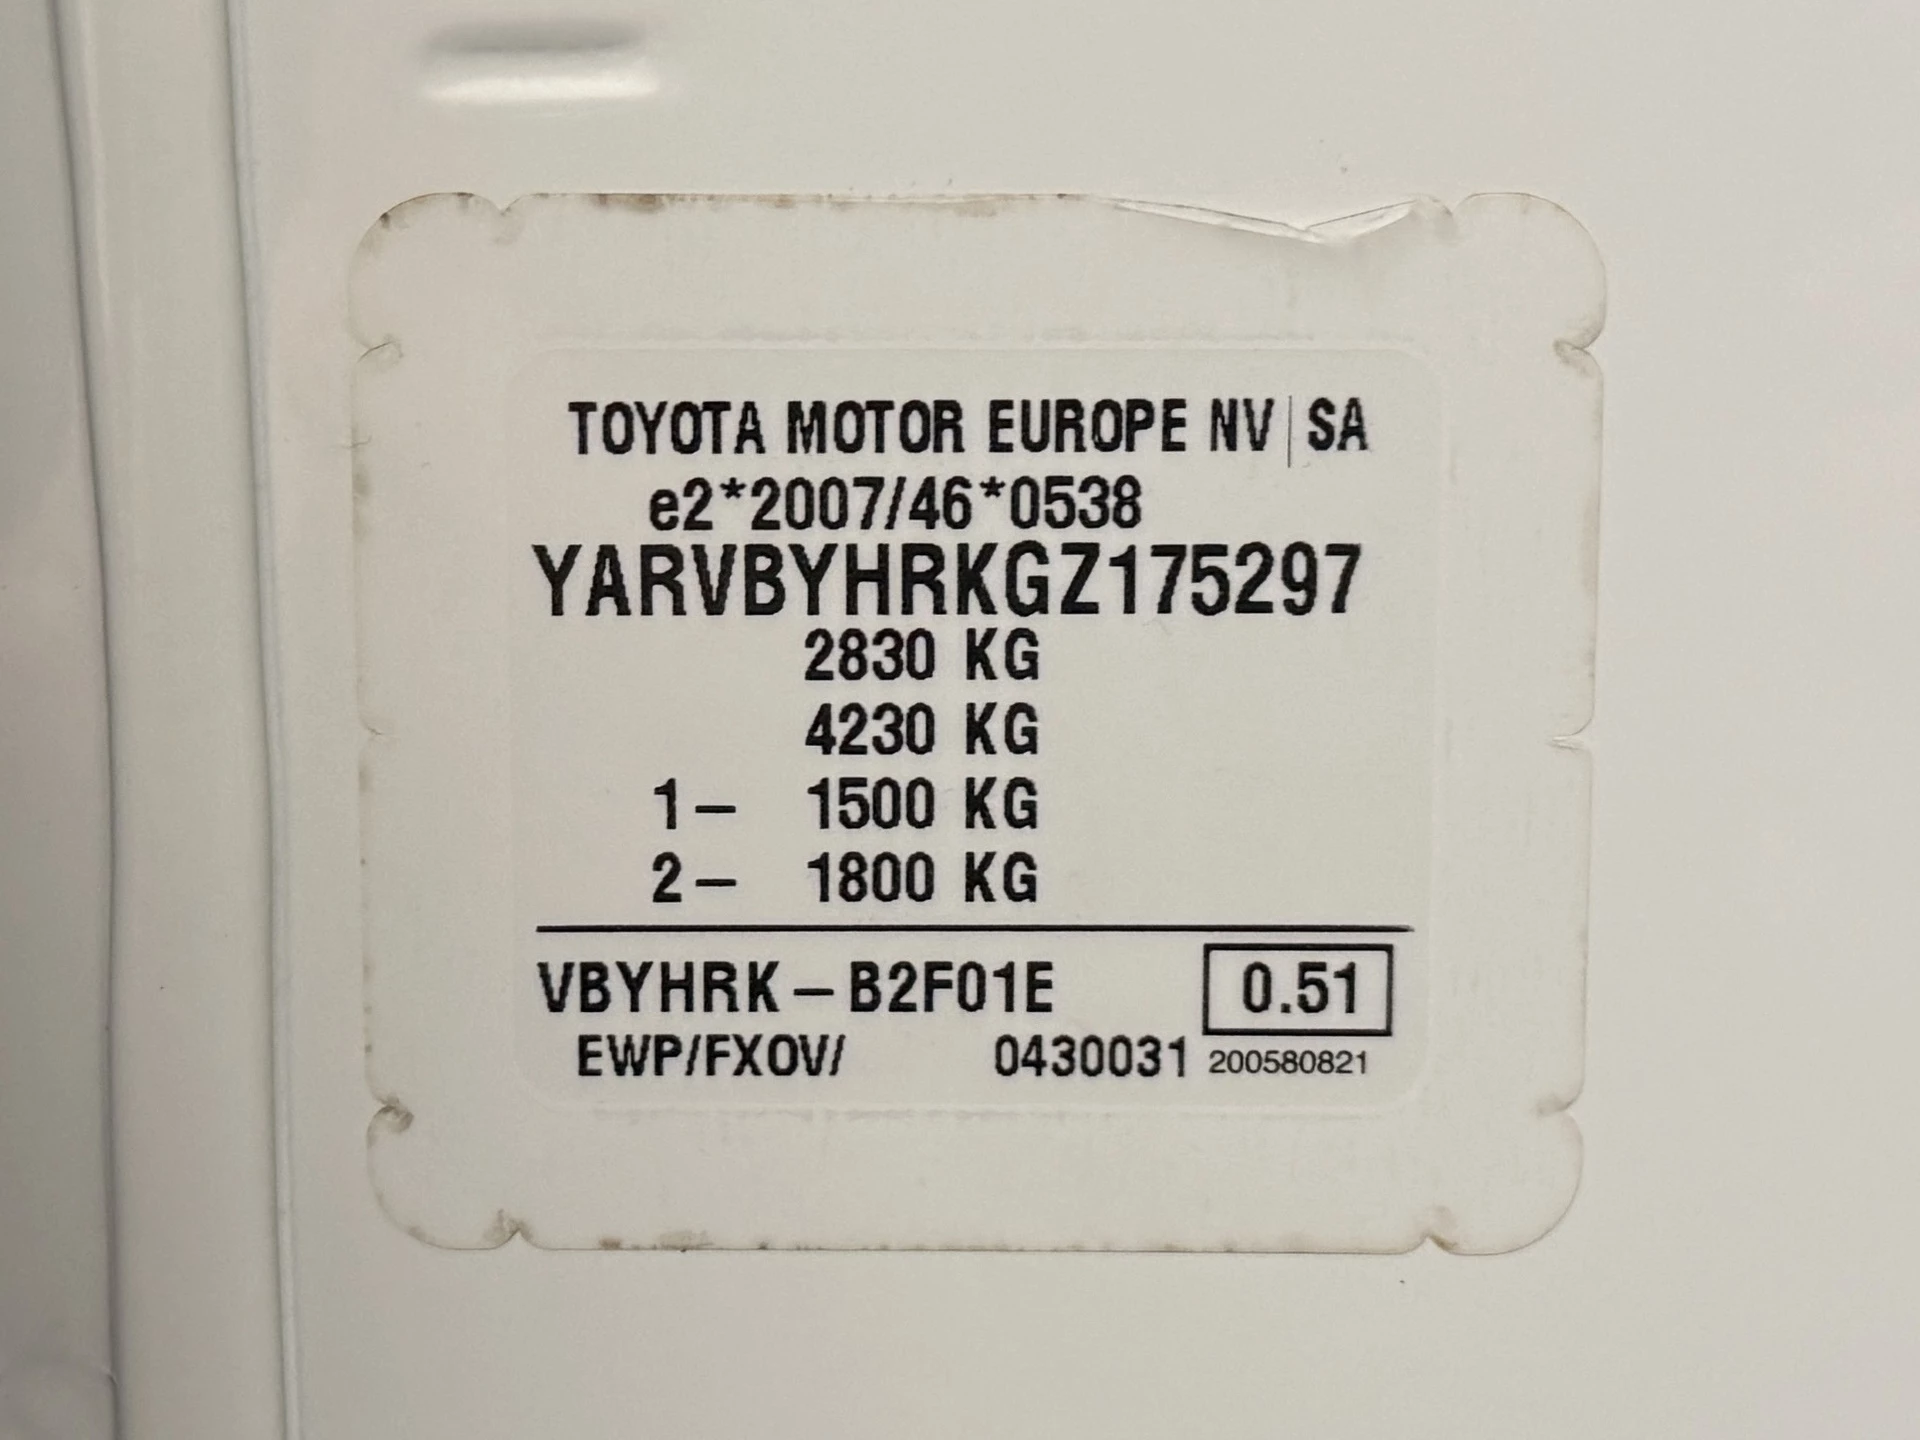 TOYOTA MOTOR EUROPE NV|SA
e2*2007/46*0538
YARVBYHRKGZ175297
2830 KG
4230 KG
1– 1500 KG
2– 1800 KG
VBYHRK–B2F01E 0.51
EWP/FXOV/ 0430031 200580821